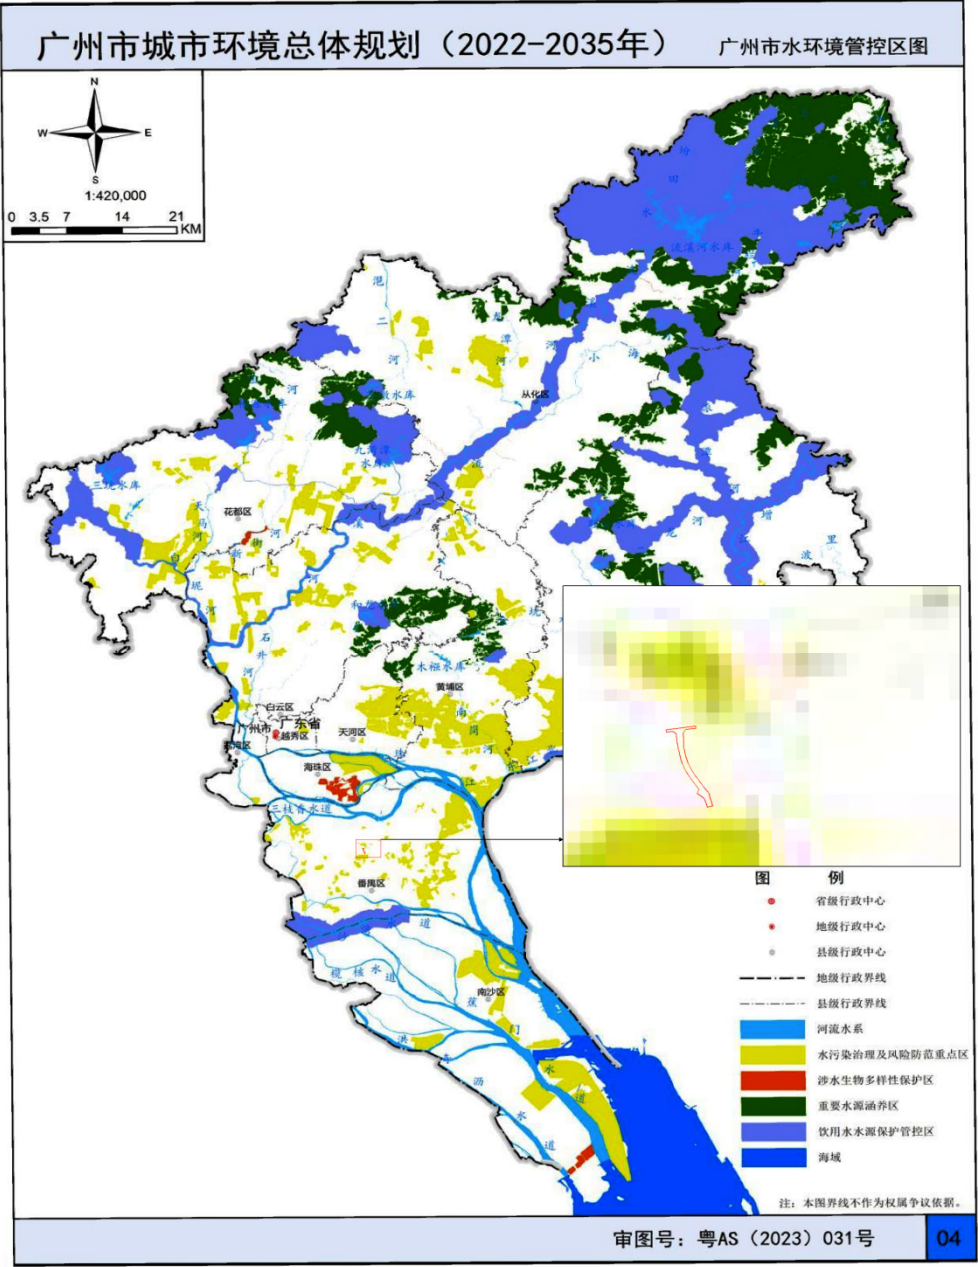 广州市城市环境总体规划（2022-2035年）
广州市水环境管控区图
N
W
E
S
1:420,000
0 3.5 7 14 21
KM
流溪河水库
从化区
三坑水库
花都区
木强水库
黄埔区
白云区
广东省
广州市
越秀区
天河区
海珠区
三枝香水道
番禺区
南沙区
图 例
省级行政中心
地级行政中心
县级行政中心
地级行政界线
县级行政界线
河流水系
水污染治理及风险防范重点区
涉水生物多样性保护区
重要水源涵养区
饮用水水源保护管控区
海域
注：本图界线不作为权属争议依据。
审图号：粤AS（2023）031号
04